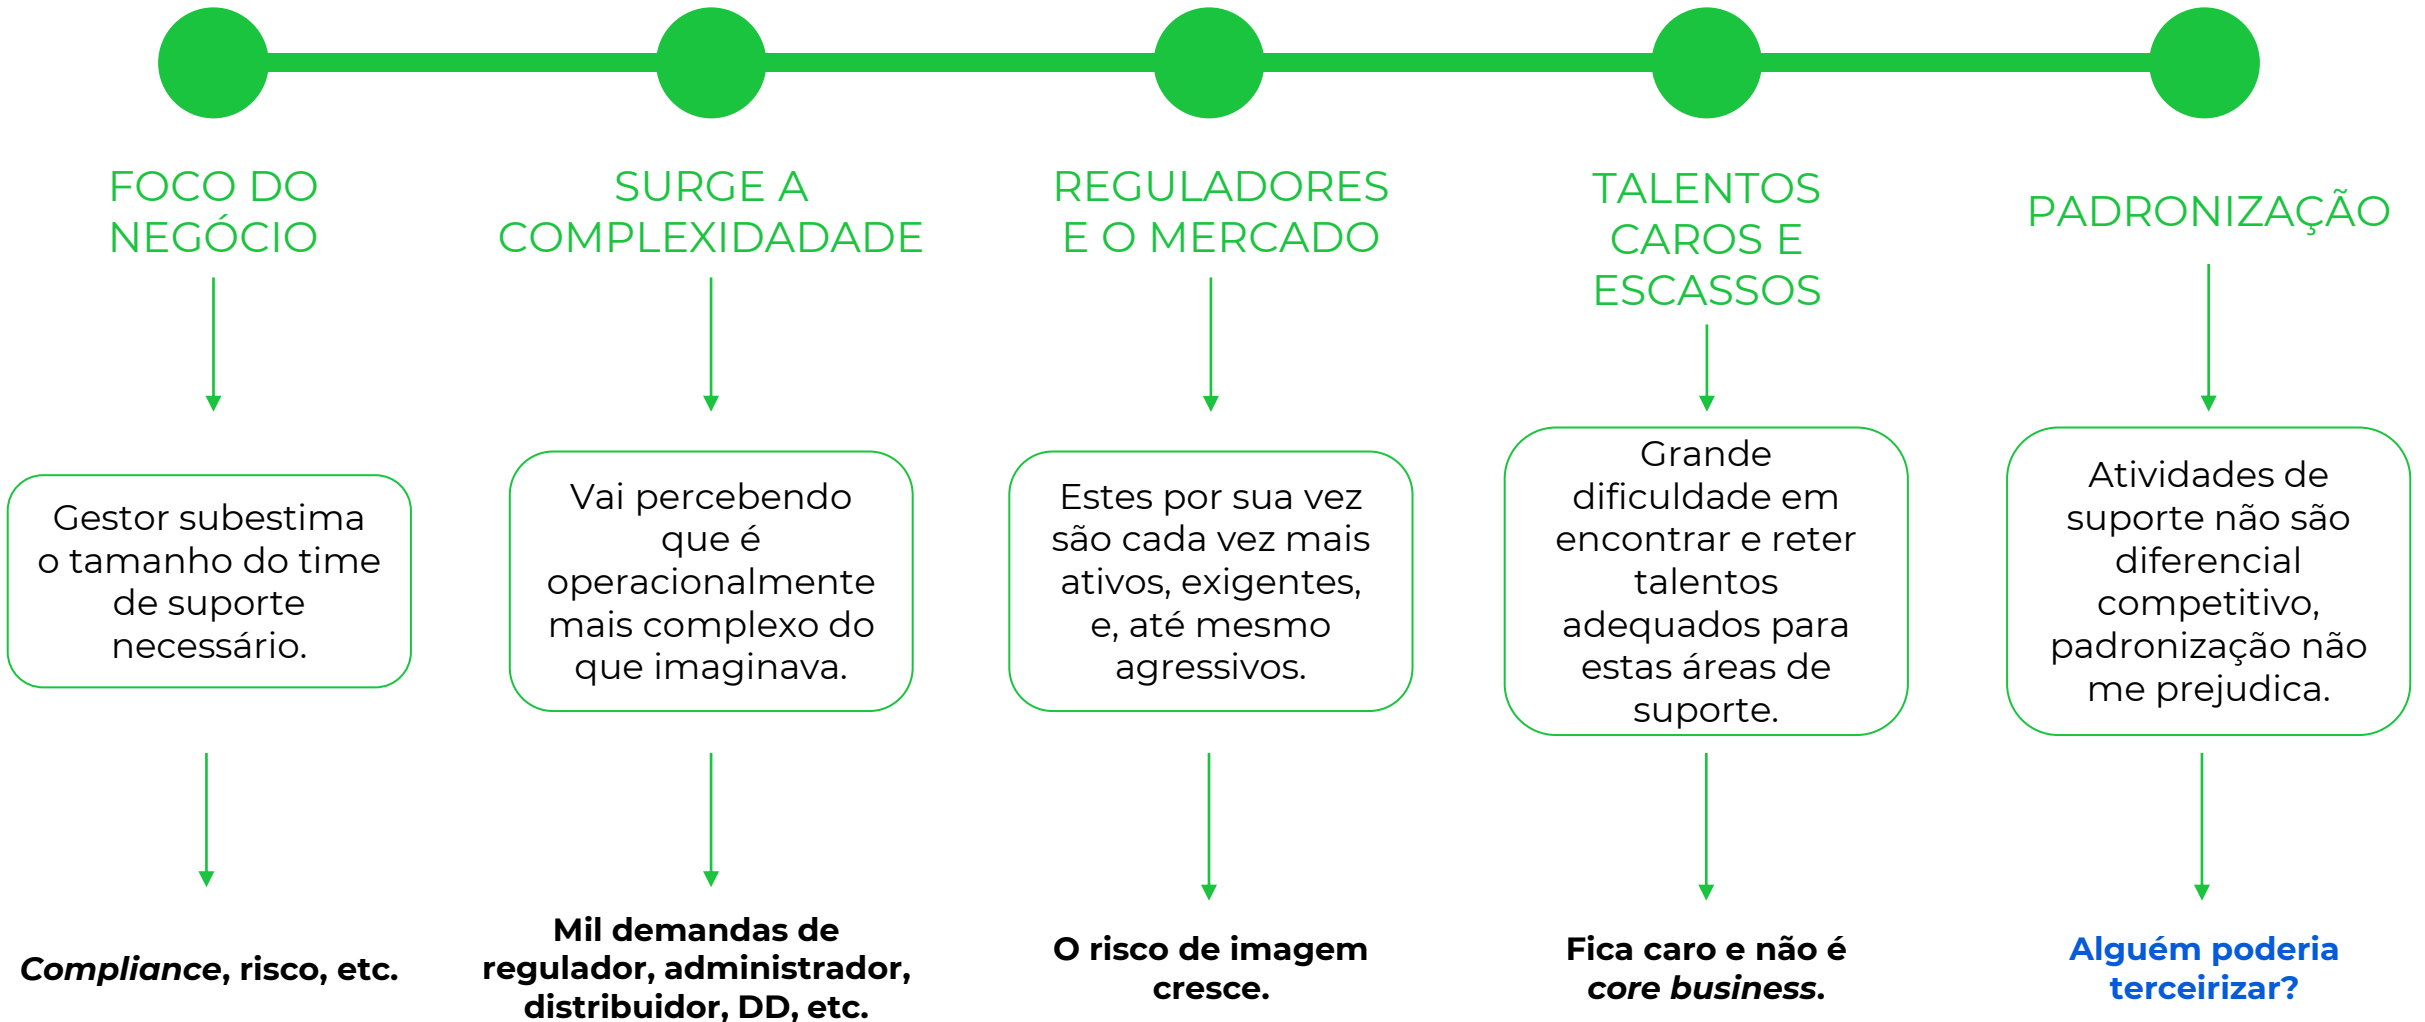 FOCO DO
NEGÓCIO
SURGE A
COMPLEXIDADADE
REGULADORES
E O MERCADO
TALENTOS
CAROS E
ESCASSOS
PADRONIZAÇÃO
Gestor subestima
o tamanho do time
de suporte
necessário.
Vai percebendo
que é
operacionalmente
mais complexo do
que imaginava.
Estes por sua vez
são cada vez mais
ativos, exigentes,
e, até mesmo
agressivos.
Grande
dificuldade em
encontrar e reter
talentos
adequados para
estas áreas de
suporte.
Atividades de
suporte não são
diferencial
competitivo,
padronização não
me prejudica.
Compliance, risco, etc.
Mil demandas de
regulador, administrador,
distribuidor, DD, etc.
O risco de imagem
cresce.
Fica caro e não é
core business.
Alguém poderia
terceirizar?